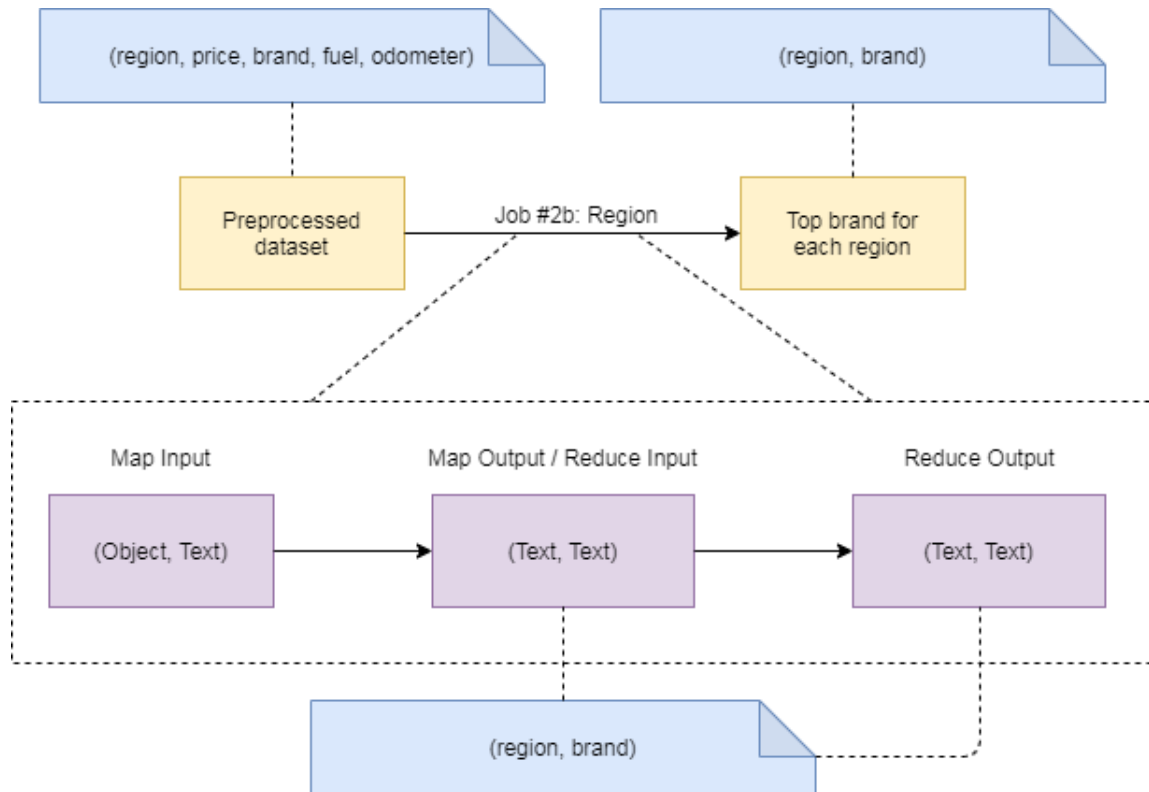 (region, price, brand, fuel, odometer)
(region, brand)
Preprocessed
dataset
Job #2b: Region
Top brand for
each region
Map Input
Map Output / Reduce Input
Reduce Output
(Object, Text)
(Text, Text)
(Text, Text)
(region, brand)